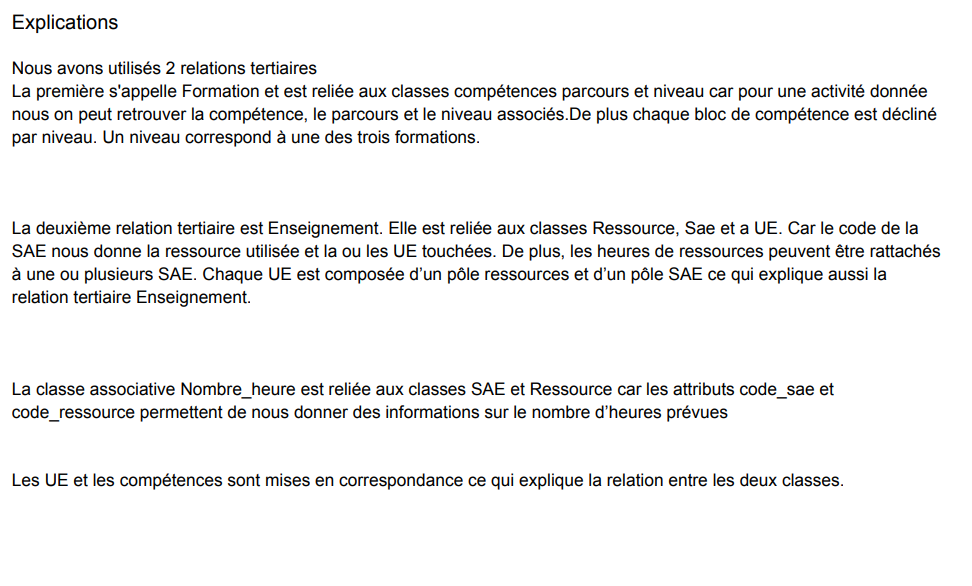 Explications
Nous avons utilisés 2 relations tertiaires
La première s'appelle Formation et est reliée aux classes compétences parcours et niveau car pour une activité donnée
nous on peut retrouver la compétence, le parcours et le niveau associés.De plus chaque bloc de compétence est décliné
par niveau. Un niveau correspond à une des trois formations.
La deuxième relation tertiaire est Enseignement. Elle est reliée aux classes Ressource, Sae et a UE. Car le code de la
SAE nous donne la ressource utilisée et la ou les UE touchées. De plus, les heures de ressources peuvent être rattachés
à une ou plusieurs SAE. Chaque UE est composée d’un pôle ressources et d’un pôle SAE ce qui explique aussi la
relation tertiaire Enseignement.
La classe associative Nombre_heure est reliée aux classes SAE et Ressource car les attributs code_sae et
code_ressource permettent de nous donner des informations sur le nombre d’heures prévues
Les UE et les compétences sont mises en correspondance ce qui explique la relation entre les deux classes.